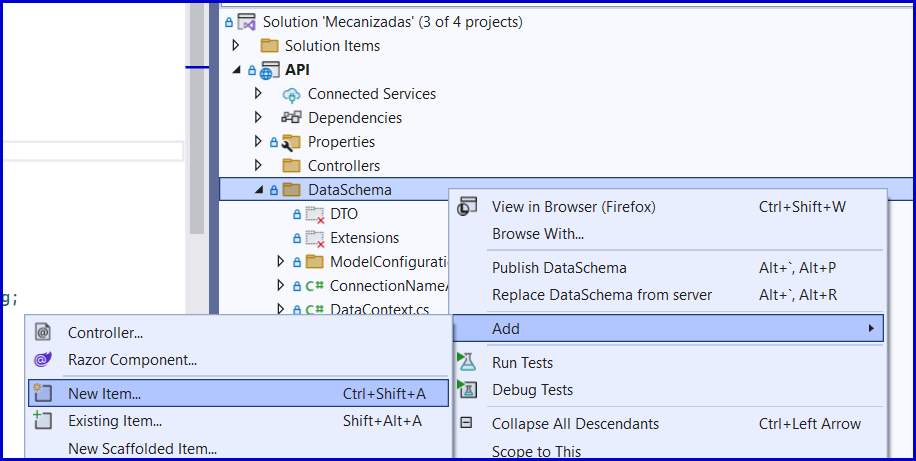 Solution 'Mecanizadas' (3 of 4 projects)
Solution Items
API
Connected Services
Dependencies
Properties
Controllers
DataSchema
View in Browser (Firefox) Ctrl+Shift+W
DTO
Browse With...
Extensions
ModelConfigurati
Publish DataSchema Alt+`, Alt+P
C# ConnectionNameA
Replace DataSchema from server Alt+`, Alt+R
g;
C# DataContext.cs
Add
Controller...
Razor Component...
Run Tests
New Item... Ctrl+Shift+A
Debug Tests
Existing Item... Shift+Alt+A
Collapse All Descendants Ctrl+Left Arrow
New Scaffolded Item...
Scope to This